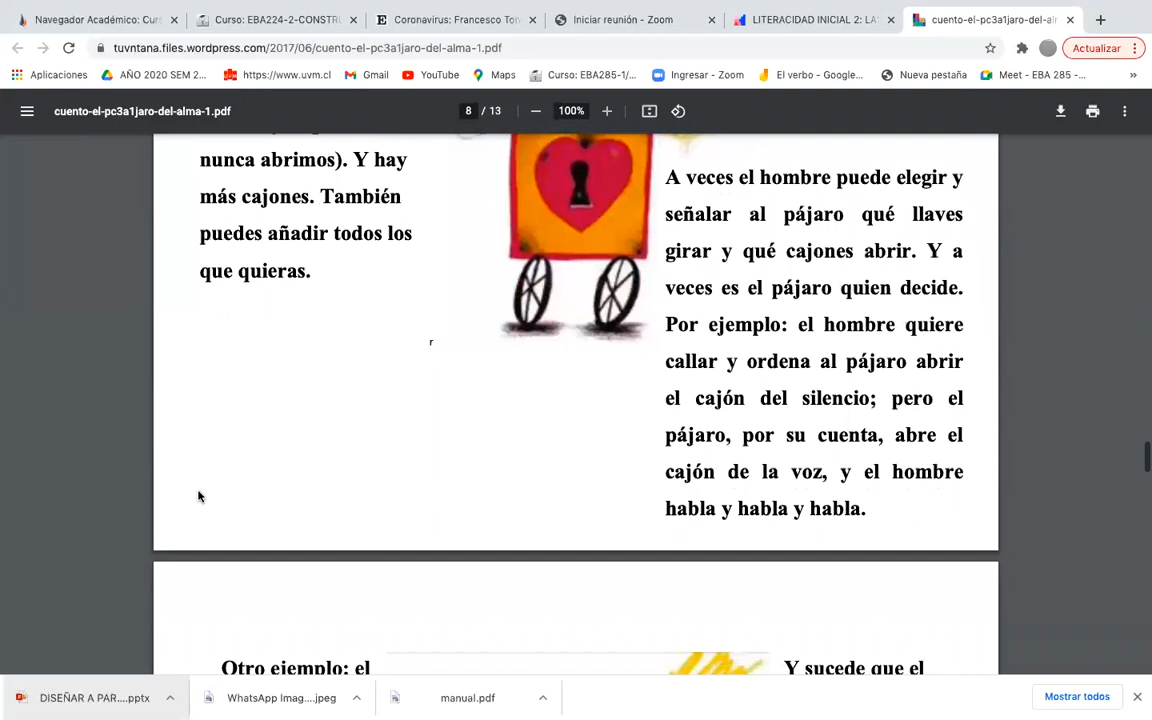 Navegador Académico: Cur
Curso: EBA224-2-CONSTRU
Coronavirus: Francesco Ton
Iniciar reunión - Zoom
LITERACIDAD INICIAL 2: LA
cuento-el-pc3a1jaro-del-al
tuvntana.files.wordpress.com/2017/06/cuento-el-pc3a1jaro-del-alma-1.pdf
Actualizar
Aplicaciones
AÑO 2020 SEM 2...
https://www.uvm.cl
Gmail
YouTube
Maps
Curso: EBA285-1/...
Ingresar - Zoom
El verbo - Google...
Nueva pestaña
Meet - EBA 285 -...
cuento-el-pc3a1jaro-del-alma-1.pdf
8 / 13
100%
nunca abrimos). Y hay
más cajones. También
puedes añadir todos los
que quieras.
r
A veces el hombre puede elegir y
señalar al pájaro qué llaves
girar y qué cajones abrir. Y a
veces es el pájaro quien decide.
Por ejemplo: el hombre quiere
callar y ordena al pájaro abrir
el cajón del silencio; pero el
pájaro, por su cuenta, abre el
cajón de la voz, y el hombre
habla y habla y habla.
Otro ejemplo: el
Y sucede que el
DISEÑAR A PAR....pptx
WhatsApp Imag....jpeg
manual.pdf
Mostrar todos